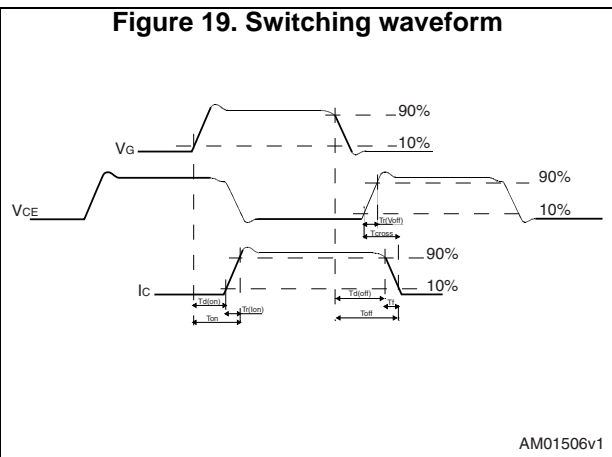 Figure 19. Switching waveform
90%
VG
10%
90%
VCE
10%
Tr(Voff)
Tcross
90%
IC
10%
Td(on)
Td(off)
Tf
Tr(Ion)
Ton
Toff
AM01506v1